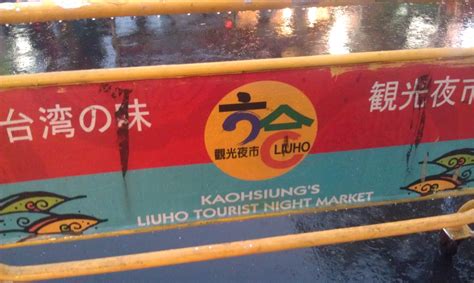 台湾の味
六合
觀光夜市 LIUHO
観光夜市
KAOHSIUNG'S
LIUHO TOURIST NIGHT MARKET